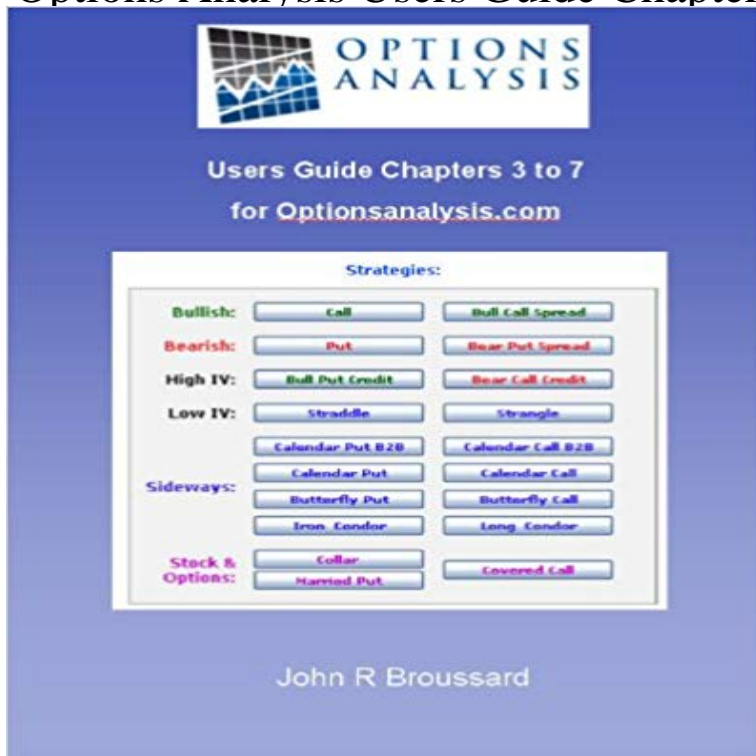 Options Analysis Users Guide Chapter
OPTIONS
ANALYSIS
Users Guide Chapters 3 to 7
for Optionsanalysis.com
Strategies:
Bullish: Call Bull Call Spread
Bearish: Put Bear Put Spread
High IV: Bull Put Credit Bear Call Credit
Low IV: Straddle Strangle
Calendar Put B2B Calendar Call B2B
Sideways: Calendar Put Calendar Call
Butterfly Put Butterfly Call
Iron Condor Long Condor
Stock & Options: Collar Covered Call
Married Put
John R Broussard